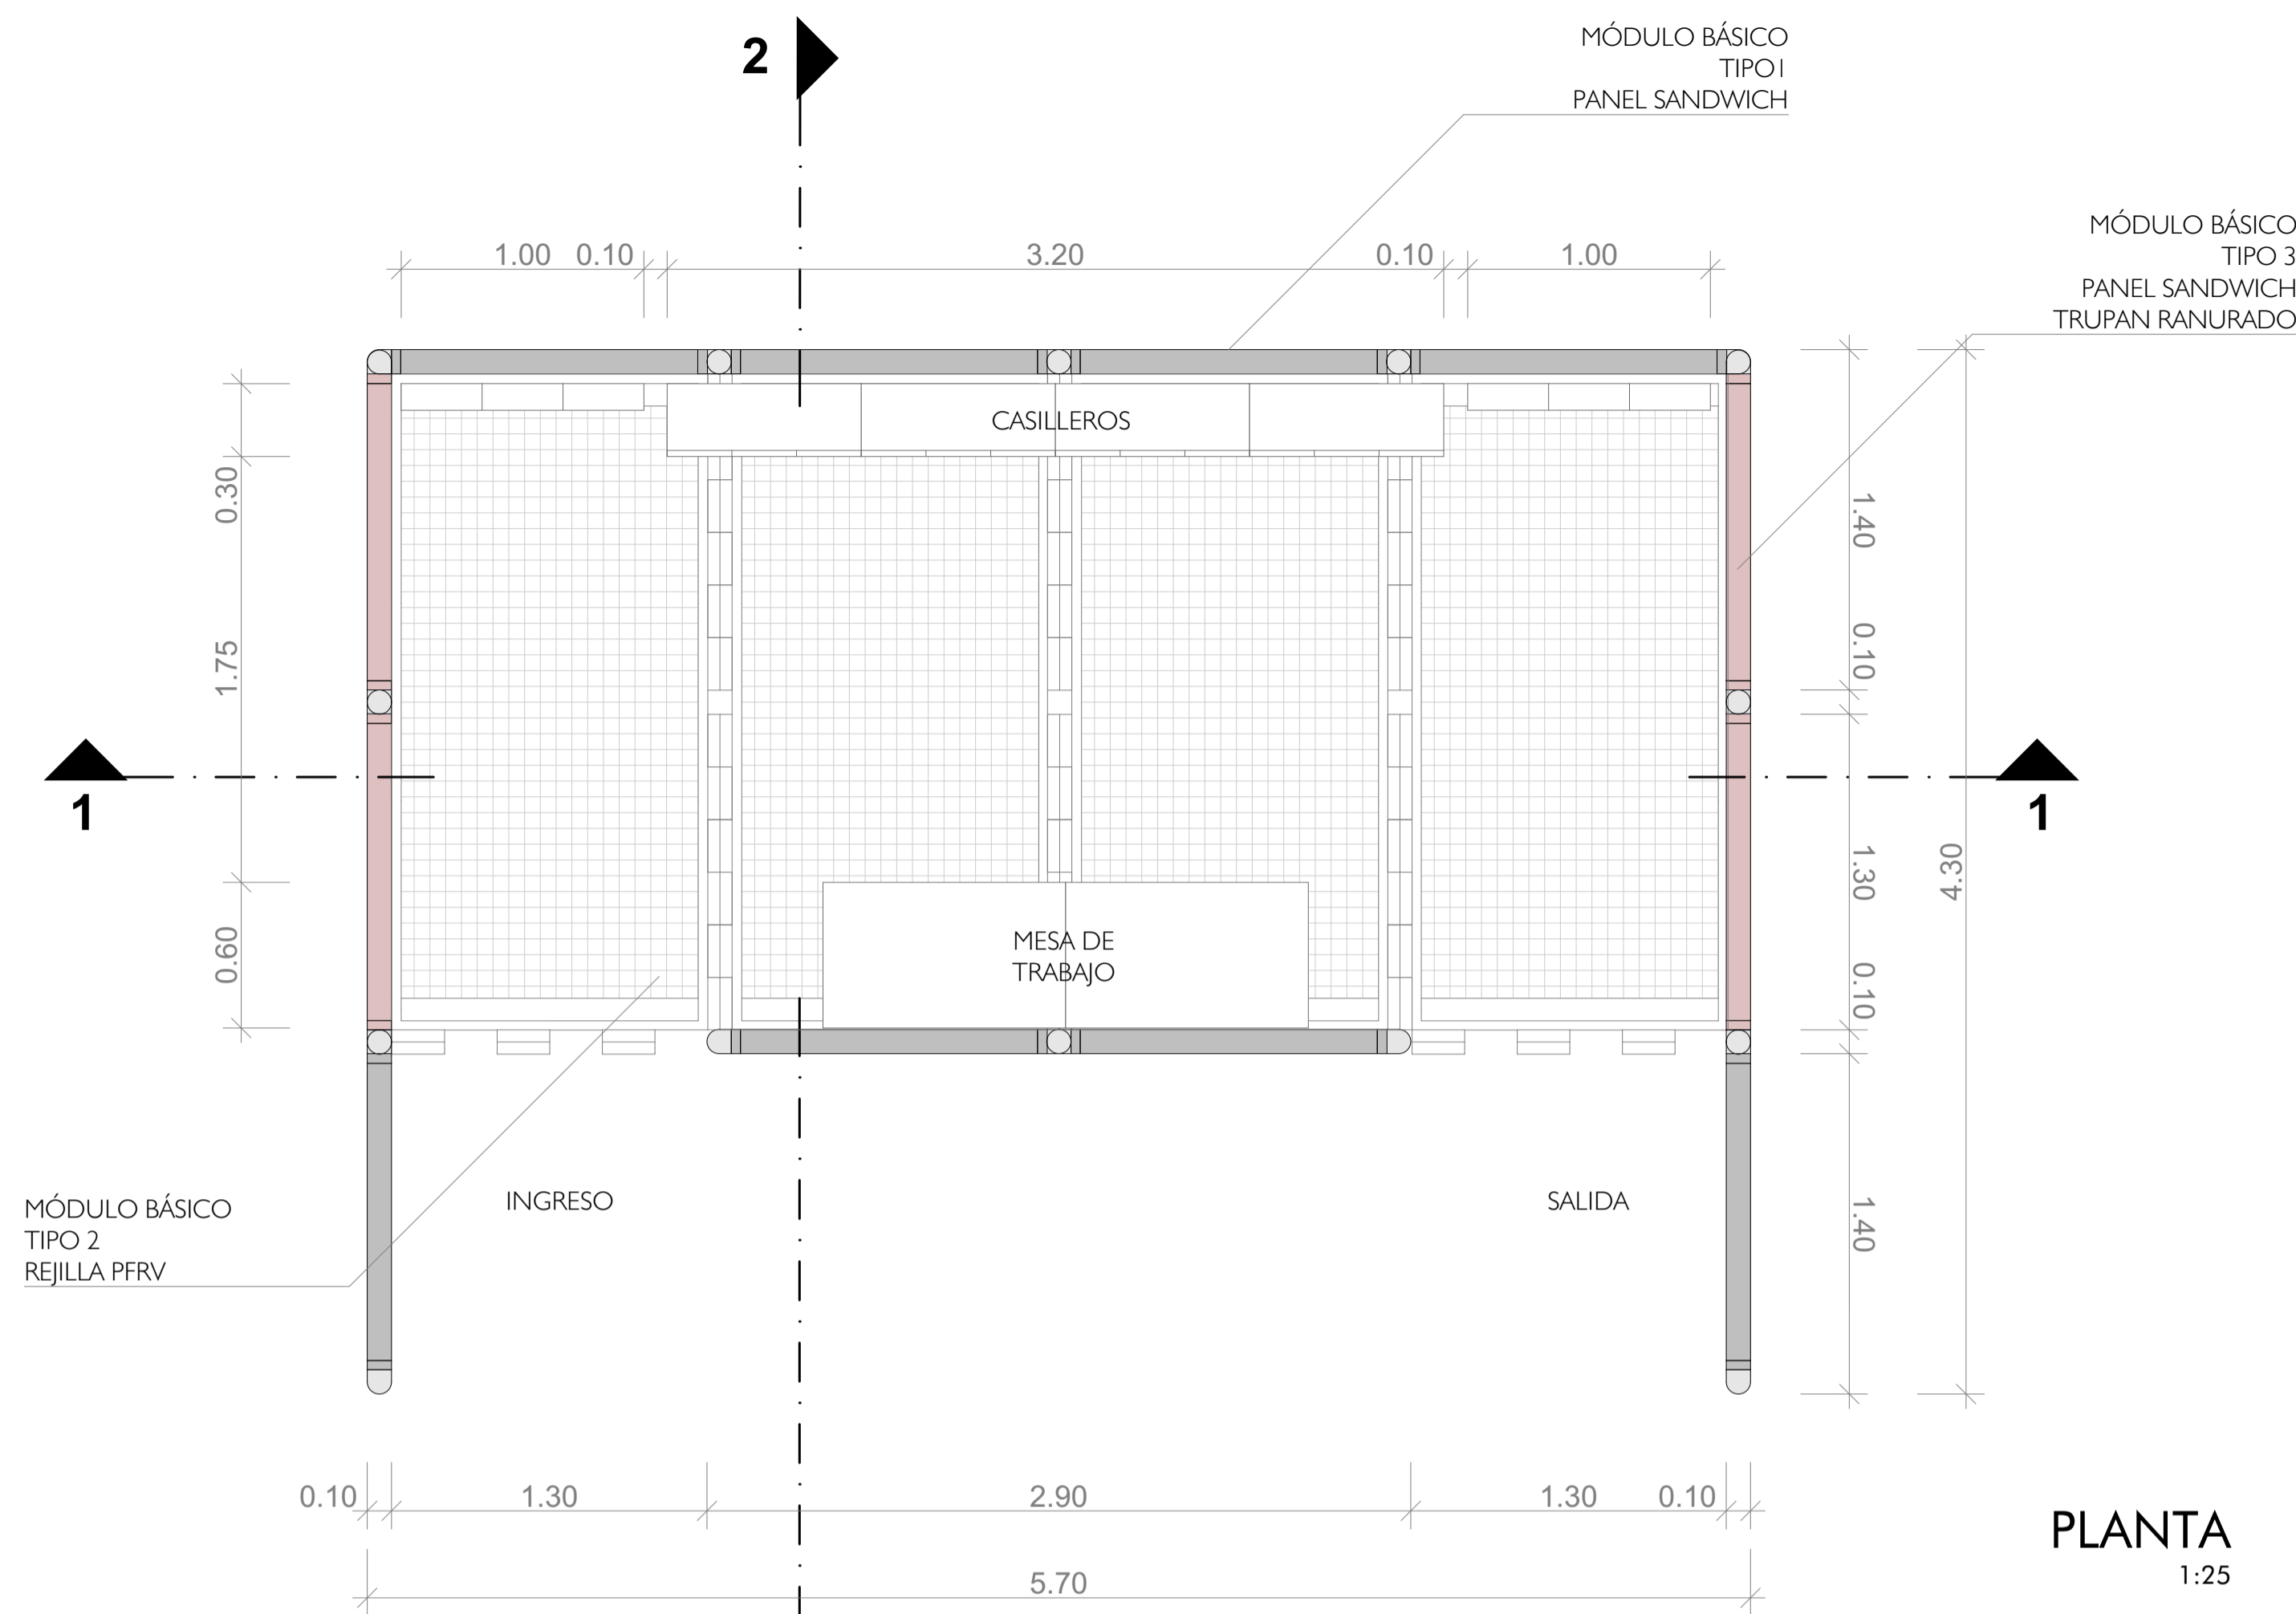 2
MÓDULO BÁSICO
TIPO 1
PANEL SANDWICH
MÓDULO BÁSICO
TIPO 3
PANEL SANDWICH
TRUPAN RANURADO
1.00 0.10 3.20 0.10 1.00
CASILLEROS
0.30
1.75
0.60
1.40
0.10
1.30
0.10
1.40
4.30
1
1
MESA DE
TRABAJO
MÓDULO BÁSICO
TIPO 2
REJILLA PFRV
INGRESO
SALIDA
0.10 1.30 2.90 1.30 0.10
5.70
PLANTA
1:25